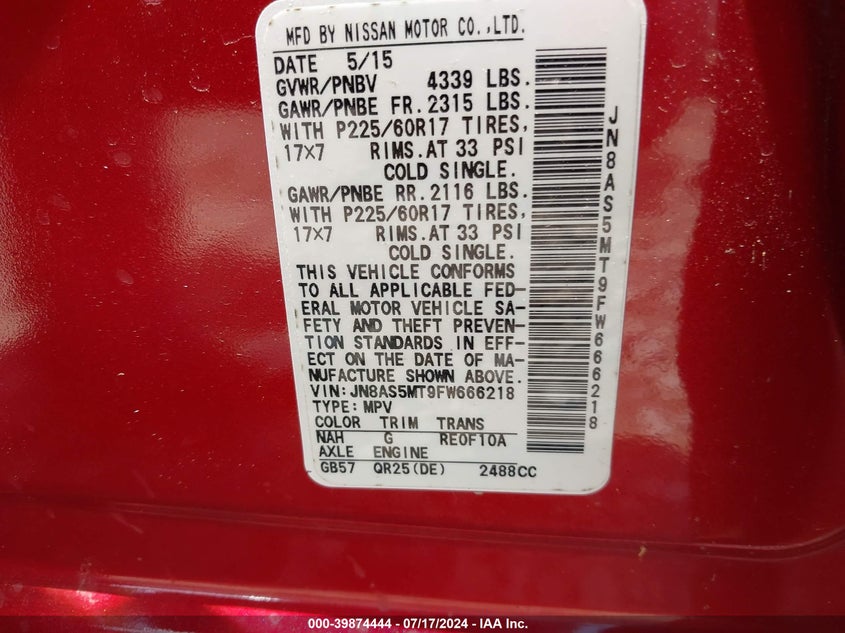 MFD BY NISSAN MOTOR CO.,LTD.
DATE 5/15
GVWR/PNBV 4339 LBS.
GAWR/PNBE FR. 2315 LBS.
WITH P225/60R17 TIRES,
17×7 RIMS. AT 33 PSI
COLD SINGLE.
GAWR/PNBE RR. 2116 LBS.
WITH P225/60R17 TIRES,
17×7 RIMS. AT 33 PSI
COLD SINGLE.
THIS VEHICLE CONFORMS
TO ALL APPLICABLE FED-
ERAL MOTOR VEHICLE SA-
FETY AND THEFT PREVEN-
TION STANDARDS IN EFF-
ECT ON THE DATE OF MA-
NUFACTURE SHOWN ABOVE.
VIN:JN8AS5MT9FW666218
TYPE:MPV
COLOR TRIM TRANS
NAH G RE0F10A
AXLE ENGINE
GB57 QR25(DE) 2488CC
JN8AS5MT9FW666218
000-39874444 - 07/17/2024 - IAA Inc.